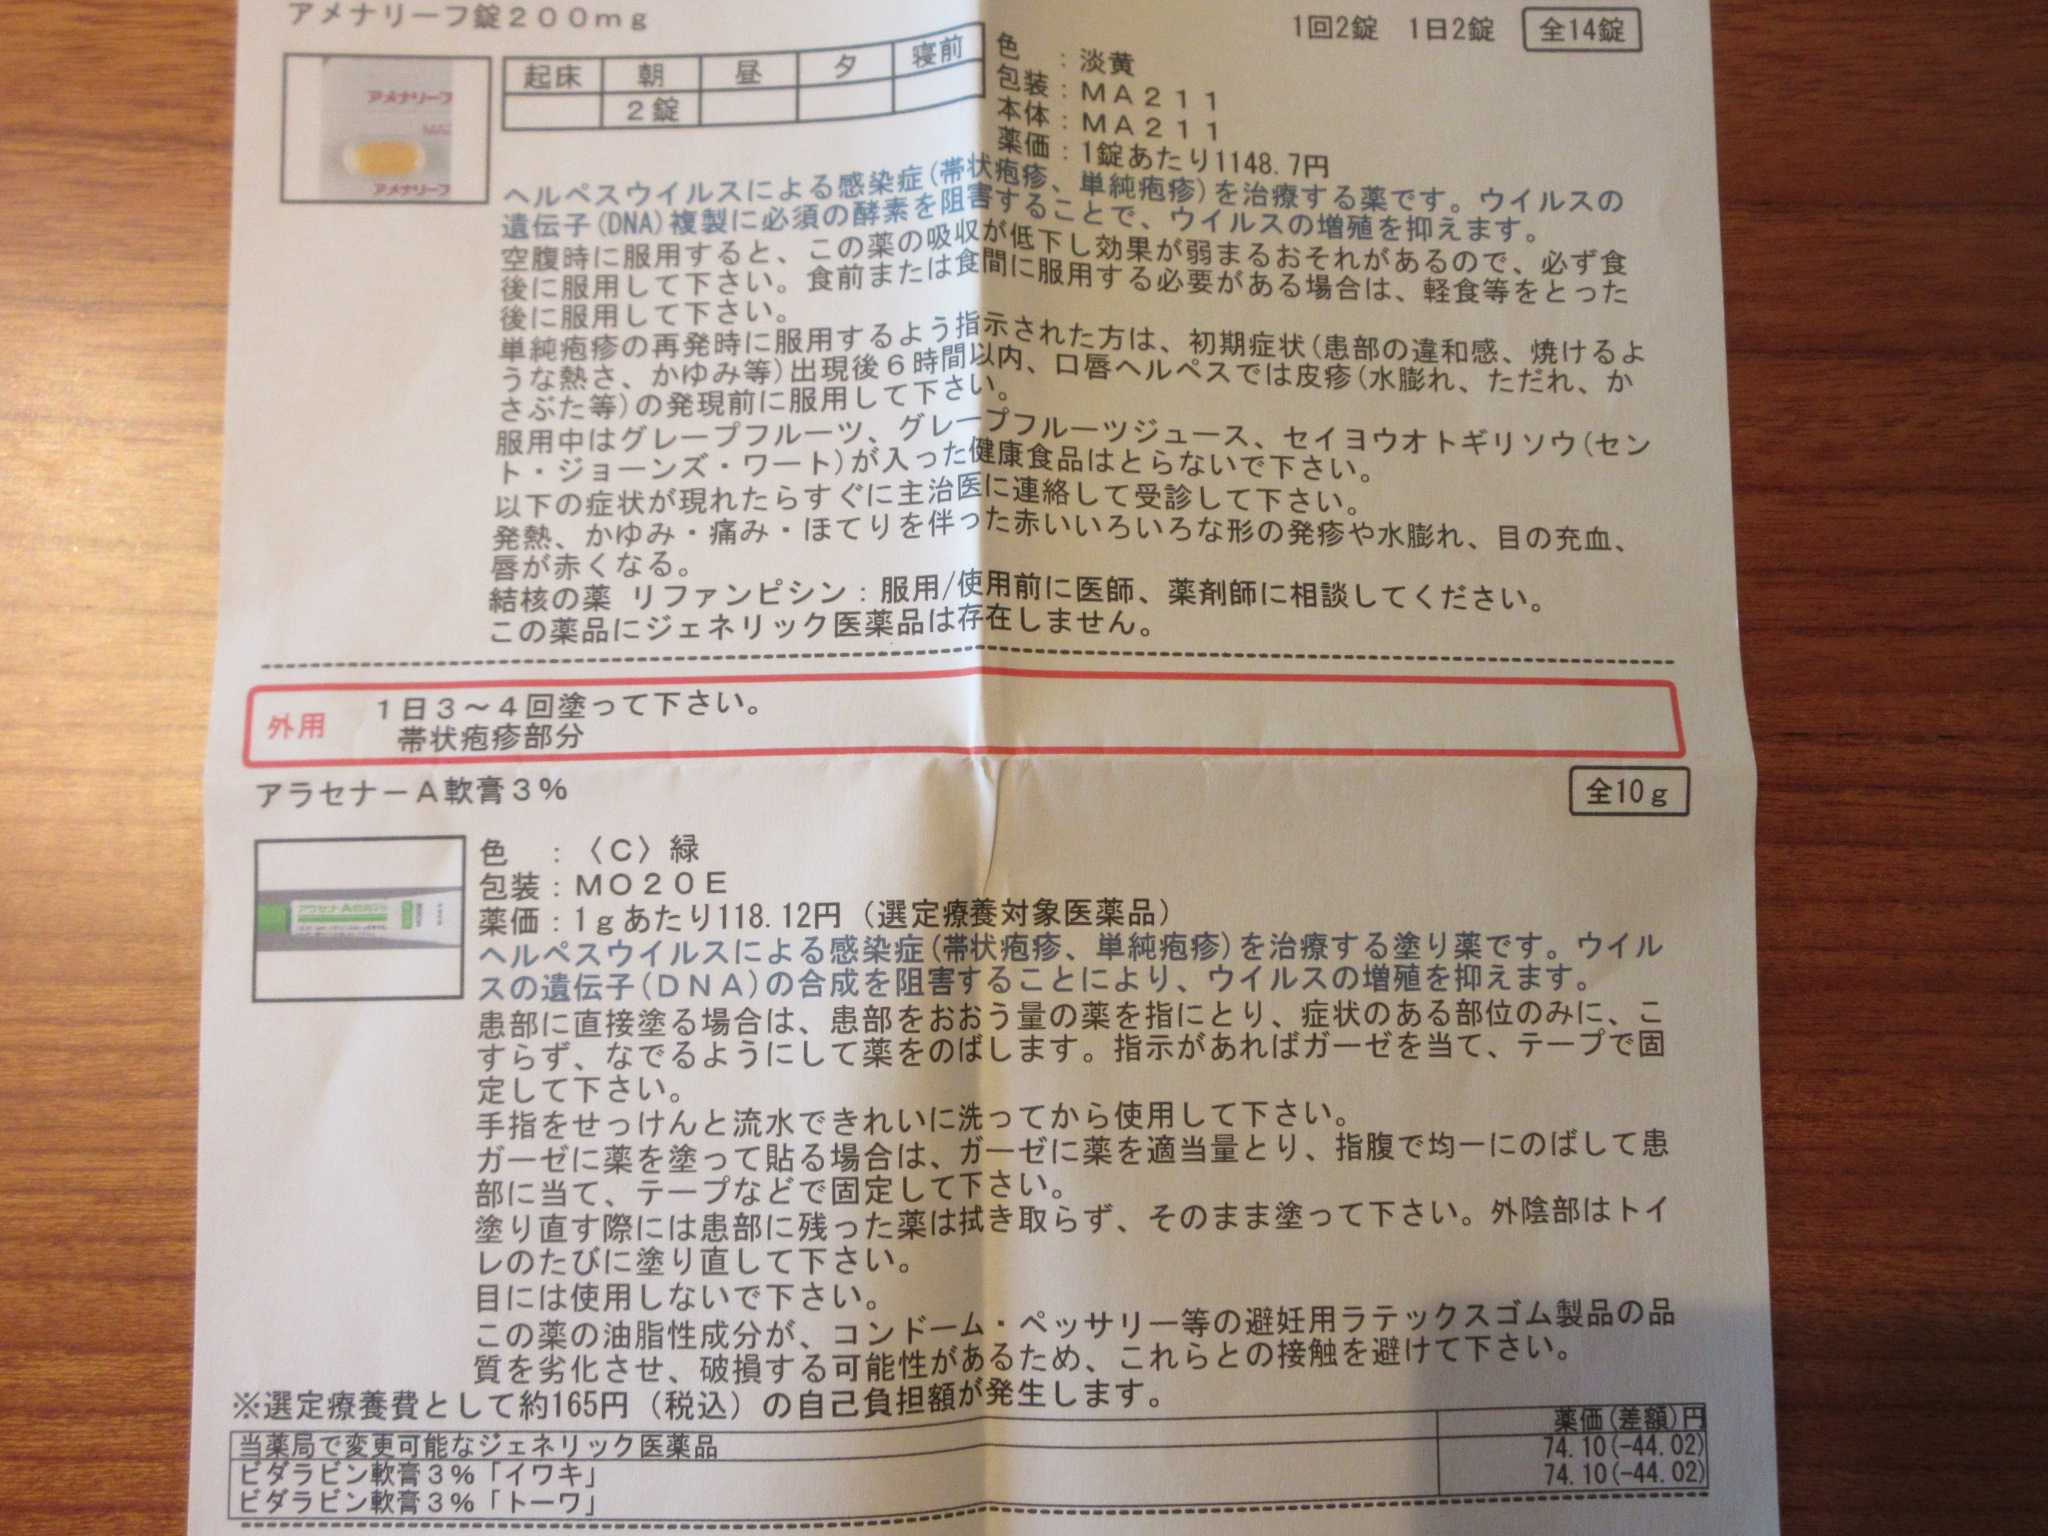 アメナリーフ錠200mg 1回2錠 1日2錠 全14錠
起床 朝 昼 夕 寝前
2錠
アメナリーフ
アメナリーフ
色 : 淡黄
包装 : MA211
本体 : MA211
薬価 : 1錠あたり1148.7円
ヘルペスウイルスによる感染症(帯状疱疹、単純疱疹)を治療する薬です。ウイルスの
遺伝子(DNA)複製に必須の酵素を阻害することで、ウイルスの増殖を抑えます。
空腹時に服用すると、この薬の吸収が低下し効果が弱まるおそれがあるので、必ず食
後に服用して下さい。食前または食間に服用する必要がある場合は、軽食等をとった
後に服用して下さい。
単純疱疹の再発時に服用するよう指示された方は、初期症状(患部の違和感、焼けるよ
うな熱さ、かゆみ等)出現後6時間以内、口唇ヘルペスでは皮疹(水膨れ、ただれ、か
さぶた等)の発現前に服用して下さい。
服用中はグレープフルーツ、グレープフルーツジュース、セイヨウオトギリソウ(セン
ト・ジョーンズ・ワート)が入った健康食品はとらないで下さい。
以下の症状が現れたらすぐに主治医に連絡して受診して下さい。
発熱、かゆみ・痛み・ほてりを伴った赤いいろいろな形の発疹や水膨れ、目の充血、
唇が赤くなる。
結核の薬 リファンピシン:服用/使用前に医師、薬剤師に相談してください。
この薬品にジェネリック医薬品は存在しません。
外用 1日3~4回塗って下さい。
帯状疱疹部分
アラセナーA軟膏3% 全10g
色 : 〈C〉緑
包装 : MO20E
薬価 : 1gあたり118.12円 (選定療養対象医薬品)
ヘルペスウイルスによる感染症(帯状疱疹、単純疱疹)を治療する塗り薬です。ウイル
スの遺伝子(DNA)の合成を阻害することにより、ウイルスの増殖を抑えます。
患部に直接塗る場合は、患部をおおう量の薬を指にとり、症状のある部位のみに、こ
すらず、なでるようにして薬をのばします。指示があればガーゼを当て、テープで固
定して下さい。
手指をせっけんと流水できれいに洗ってから使用して下さい。
ガーゼに薬を塗って貼る場合は、ガーゼに薬を適当量とり、指腹で均一にのばして患
部に当て、テープなどで固定して下さい。
塗り直す際には患部に残った薬は拭き取らず、そのまま塗って下さい。外陰部はトイ
レのたびに塗り直して下さい。
目には使用しないで下さい。
この薬の油脂性成分が、コンドーム・ペッサリー等の避妊用ラテックスゴム製品の品
質を劣化させ、破損する可能性があるため、これらとの接触を避けて下さい。
※選定療養費として約165円 (税込) の自己負担額が発生します。
当薬局で変更可能なジェネリック医薬品 薬価(差額)円
ビダラビン軟膏3%「イワキ」 74.10(-44.02)
ビダラビン軟膏3%「トーワ」 74.10(-44.02)